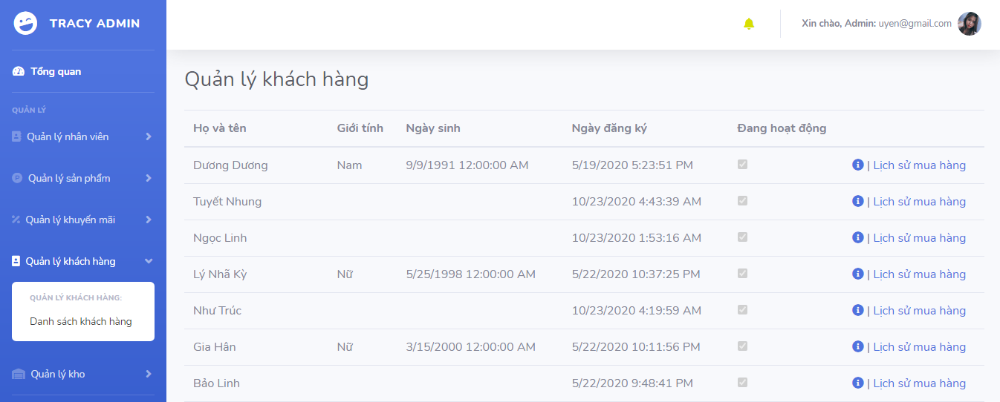 TRACY ADMIN
Xin chào, Admin: uyen@gmail.com
Tổng quan
QUẢN LÝ
Quản lý nhân viên
Quản lý sản phẩm
Quản lý khuyến mãi
Quản lý khách hàng
QUẢN LÝ KHÁCH HÀNG:
Danh sách khách hàng
Quản lý kho
Quản lý khách hàng
Họ và tên Giới tính Ngày sinh Ngày đăng ký Đang hoạt động
Dương Dương Nam 9/9/1991 12:00:00 AM 5/19/2020 5:23:51 PM | Lịch sử mua hàng
Tuyết Nhung 10/23/2020 4:43:39 AM | Lịch sử mua hàng
Ngọc Linh 10/23/2020 1:53:16 AM | Lịch sử mua hàng
Lý Nhã Kỳ Nữ 5/25/1998 12:00:00 AM 5/22/2020 10:37:25 PM | Lịch sử mua hàng
Như Trúc 10/23/2020 4:19:59 AM | Lịch sử mua hàng
Gia Hân Nữ 3/15/2000 12:00:00 AM 5/22/2020 10:11:56 PM | Lịch sử mua hàng
Bảo Linh 5/22/2020 9:48:41 PM | Lịch sử mua hàng